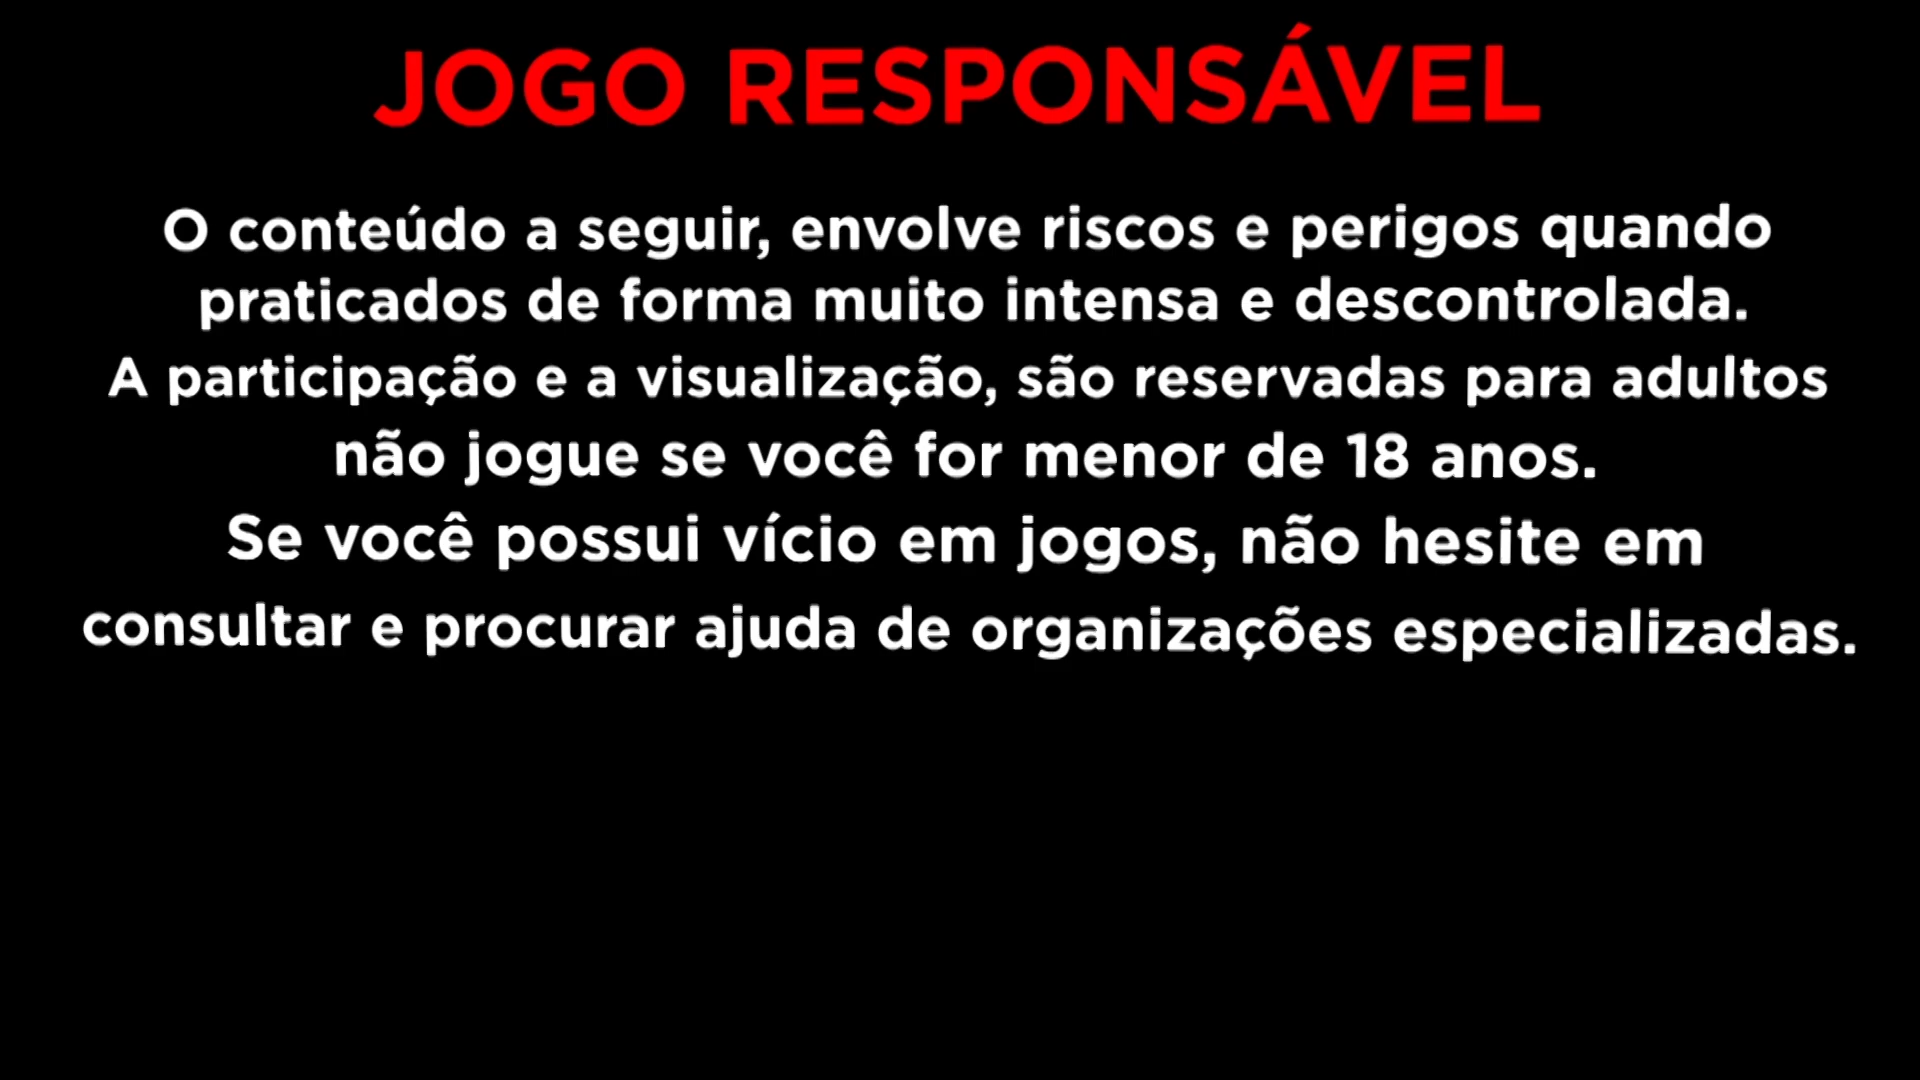 JOGO RESPONSÁVEL
O conteúdo a seguir, envolve riscos e perigos quando
praticados de forma muito intensa e descontrolada.
A participação e a visualização, são reservadas para adultos
não jogue se você for menor de 18 anos.
Se você possui vício em jogos, não hesite em
consultar e procurar ajuda de organizações especializadas.